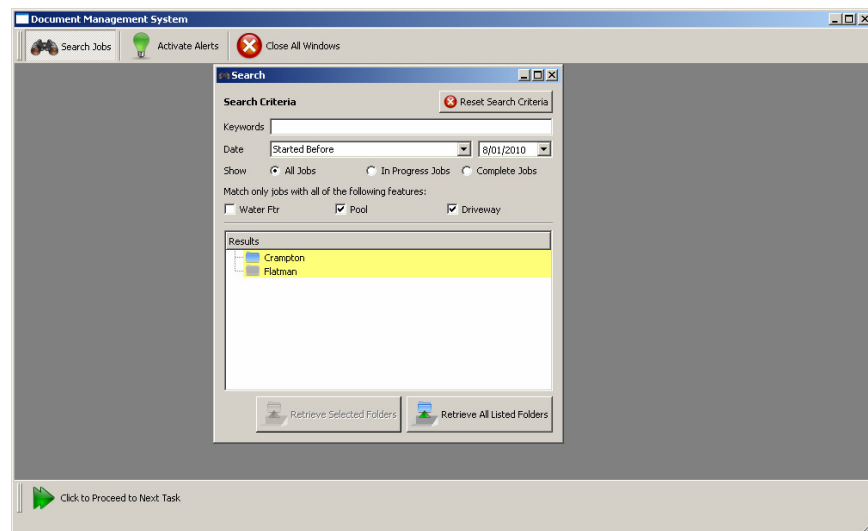 Document Management System
Search Jobs Activate Alerts Close All Windows
Search
Search Criteria Reset Search Criteria
Keywords
Date Started Before 8/01/2010
Show All Jobs In Progress Jobs Complete Jobs
Match only jobs with all of the following features:
Water Ftr Pool Driveway
Results
Crampton
Flatman
Retrieve Selected Folders Retrieve All Listed Folders
Click to Proceed to Next Task